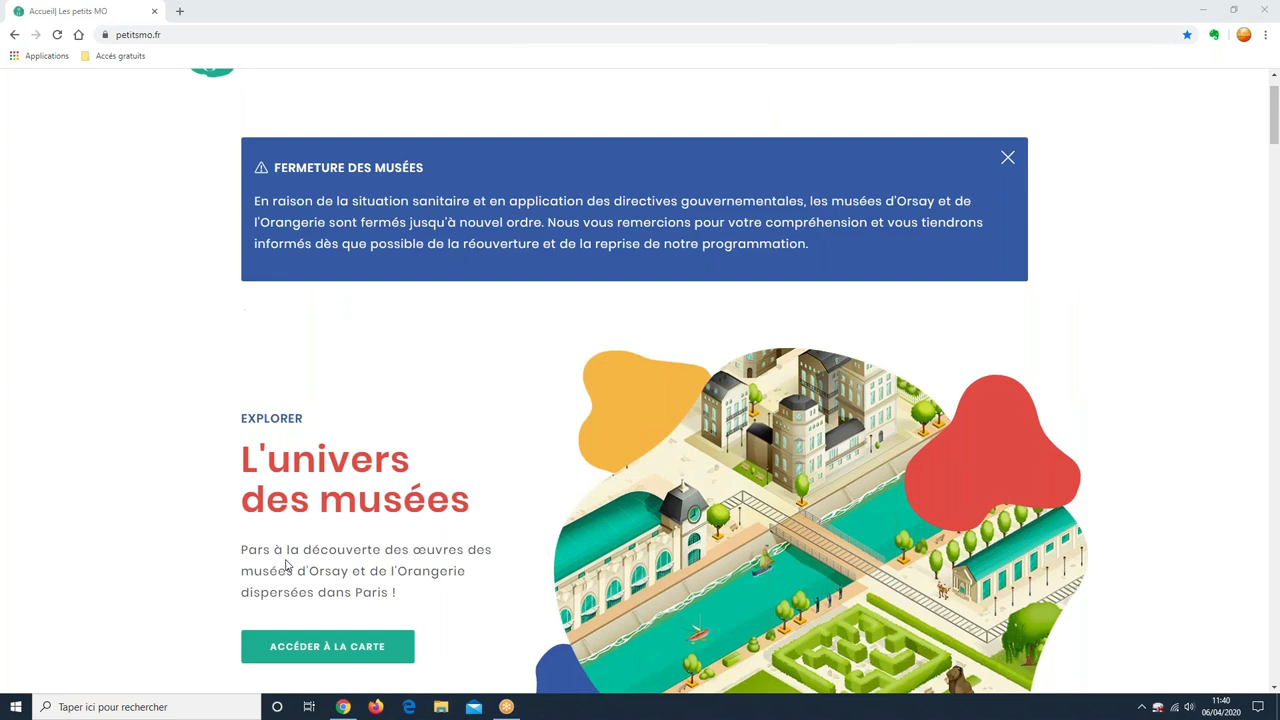 Accueil| Les petits MO
petitsmo.fr
Applications
Accès gratuits
FERMETURE DES MUSÉES
En raison de la situation sanitaire et en application des directives gouvernementales, les musées d'Orsay et de
l'Orangerie sont fermés jusqu'à nouvel ordre. Nous vous remercions pour votre compréhension et vous tiendrons
informés dès que possible de la réouverture et de la reprise de notre programmation.
EXPLORER
L'univers
des musées
Pars à la découverte des œuvres des
musées d'Orsay et de l'Orangerie
dispersées dans Paris !
ACCÉDER À LA CARTE
Taper ici pour rechercher
11:40
06/04/2020